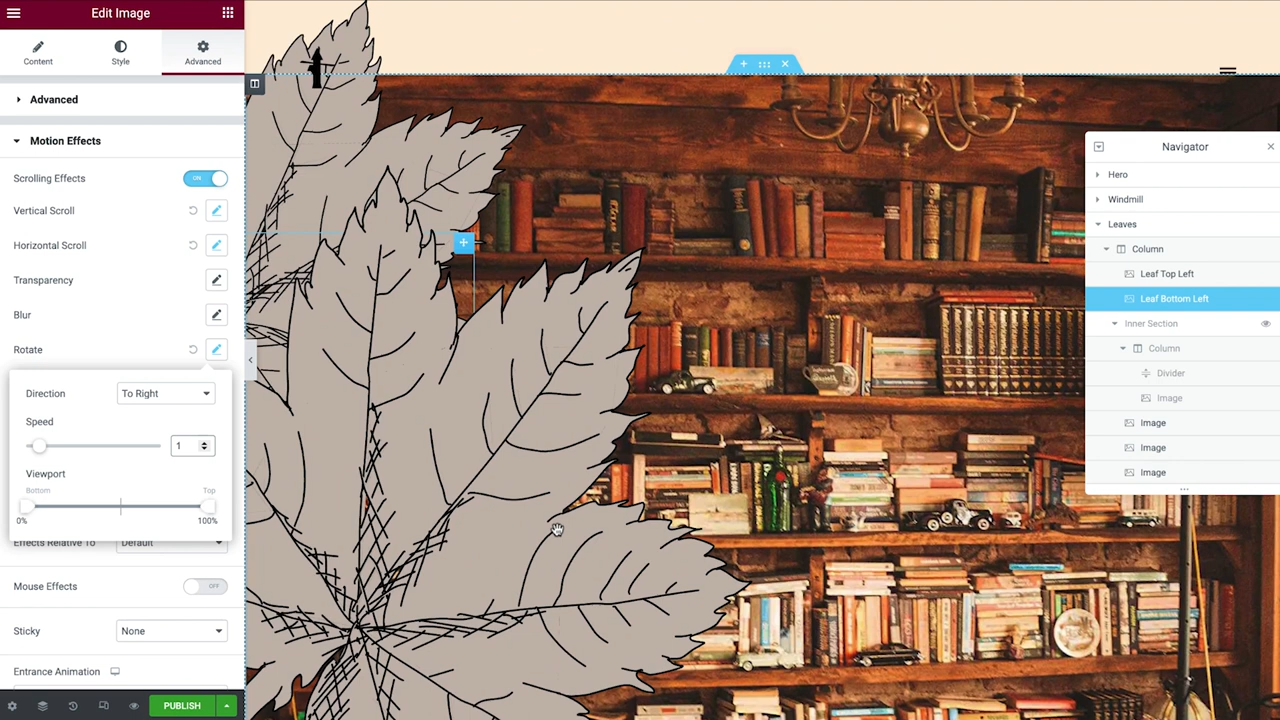 Edit Image
Content
Style
Advanced
Advanced
Motion Effects
Scrolling Effects
ON
Vertical Scroll
Horizontal Scroll
Transparency
Blur
Rotate
Direction
To Right
Speed
1
Viewport
Bottom
Top
0%
100%
Effects Relative To
Default
Mouse Effects
OFF
Sticky
None
Entrance Animation
PUBLISH
Navigator
Hero
Windmill
Leaves
Column
Leaf Top Left
Leaf Bottom Left
Inner Section
Column
Divider
Image
Image
Image
Image